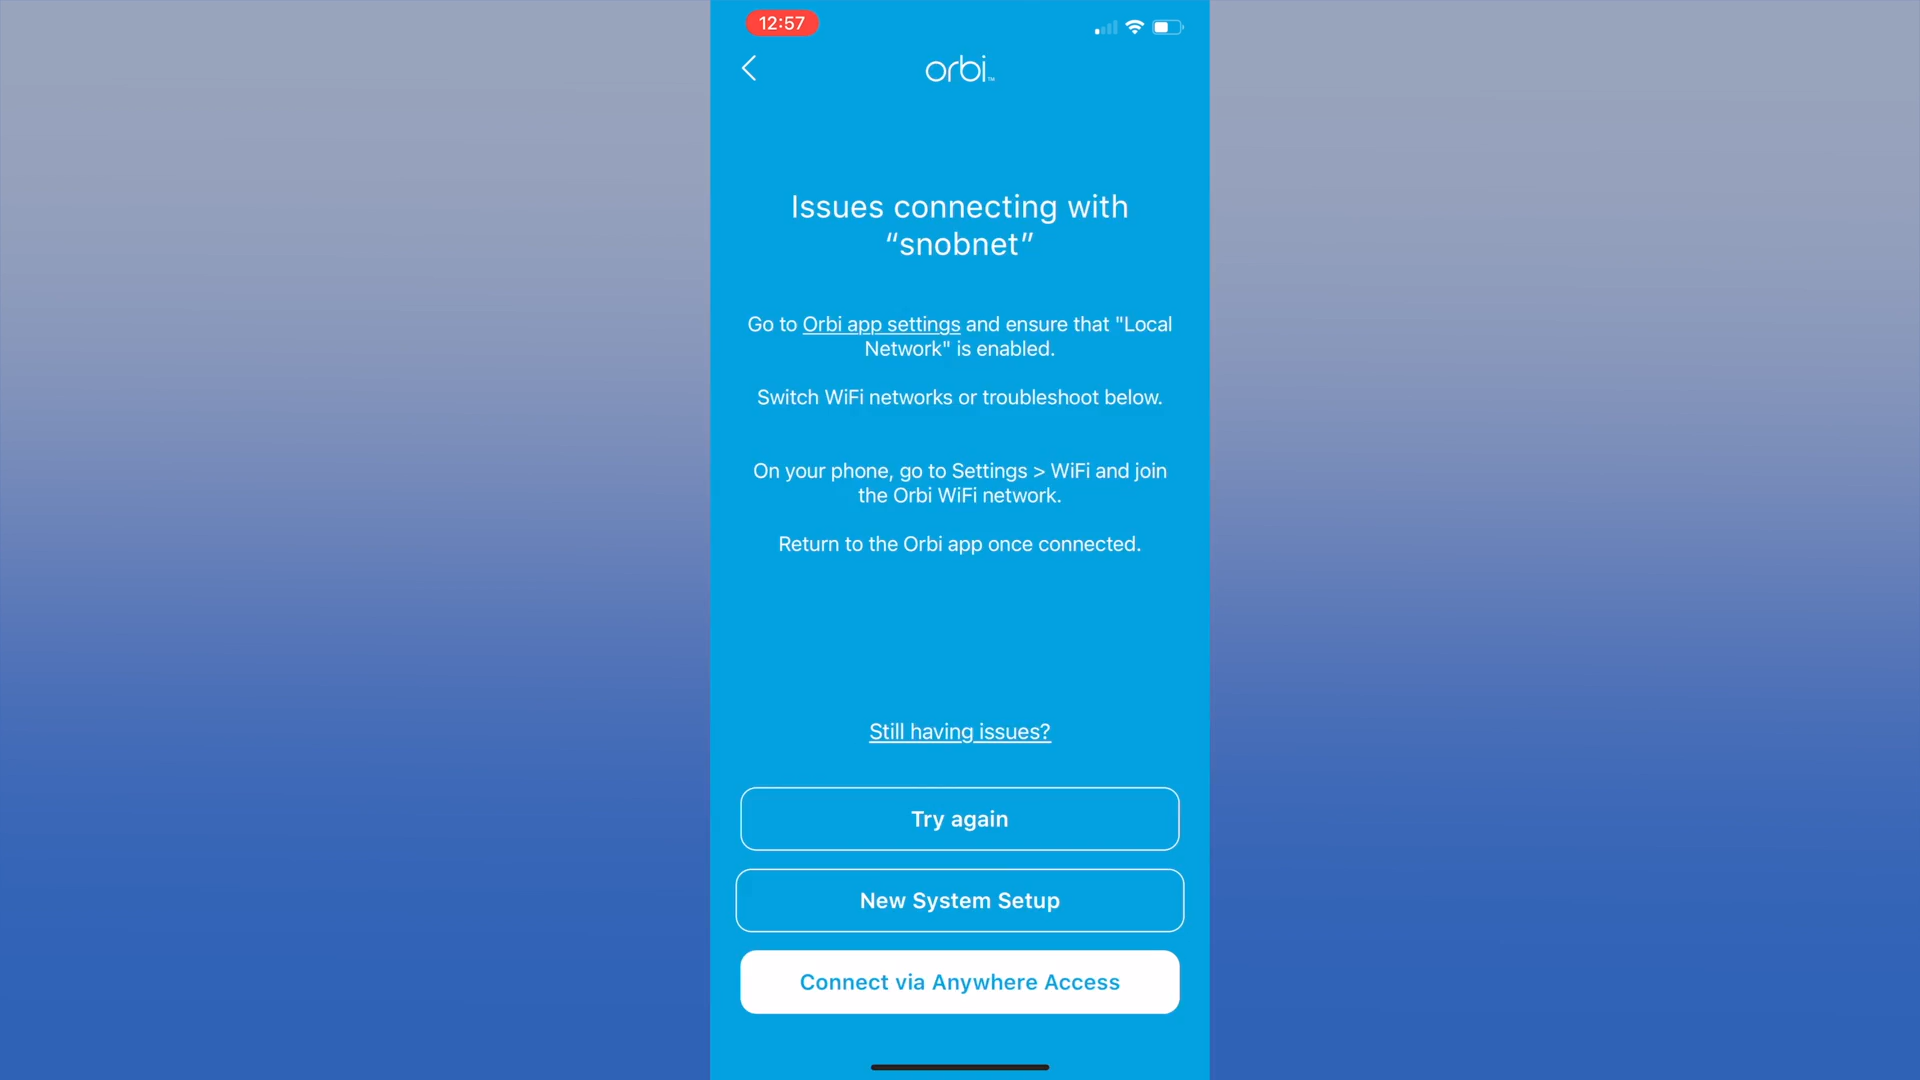 12:57
orbi™
Issues connecting with
“snobnet”
Go to Orbi app settings and ensure that "Local
Network" is enabled.
Switch WiFi networks or troubleshoot below.
On your phone, go to Settings > WiFi and join
the Orbi WiFi network.
Return to the Orbi app once connected.
Still having issues?
Try again
New System Setup
Connect via Anywhere Access